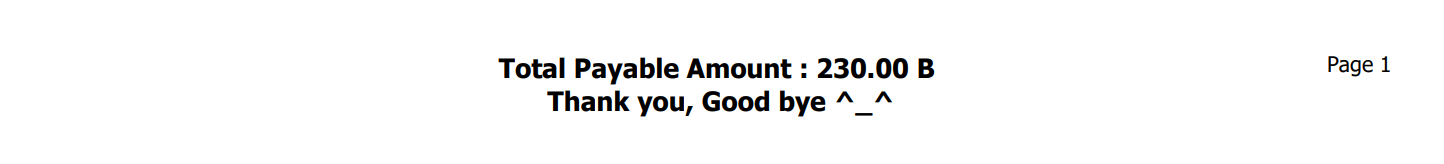 Total Payable Amount : 230.00 B
Page 1
Thank you, Good bye ^_^